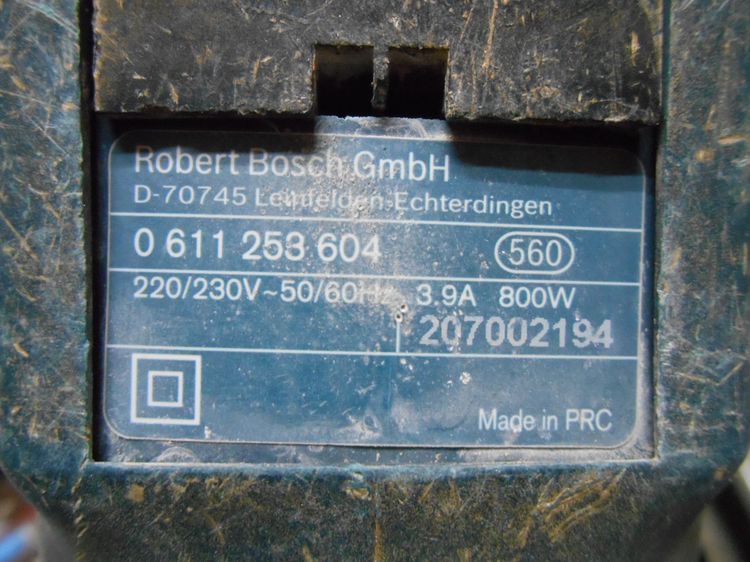 Robert Bosch GmbH
D-70745 Leinfelden-Echterdingen
0 611 253 604 560
220/230V~50/60Hz 3.9A 800W
207002194
Made in PRC